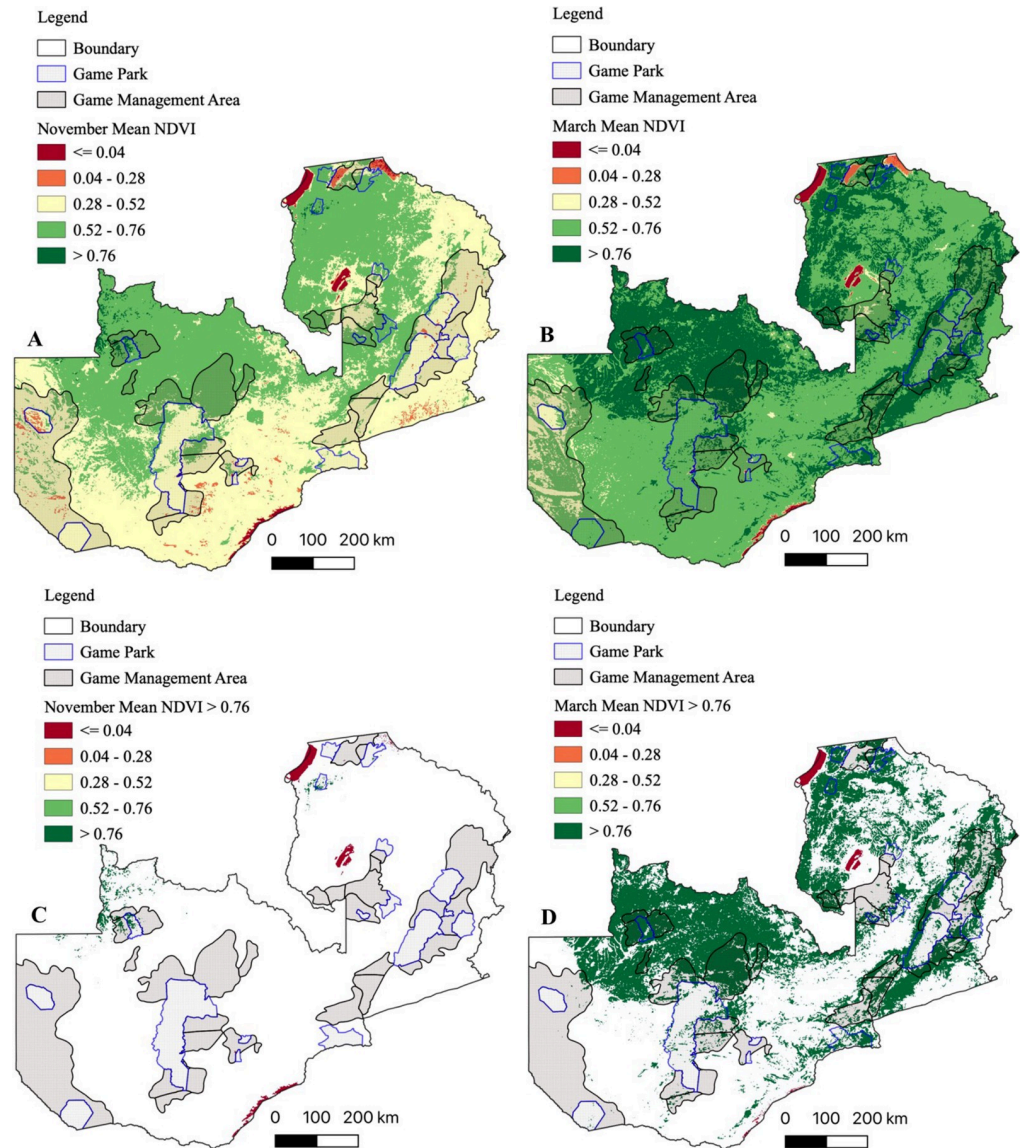 Legend
Boundary
Game Park
Game Management Area
November Mean NDVI
<= 0.04
0.04 - 0.28
0.28 - 0.52
0.52 - 0.76
> 0.76
A
0 100 200 km
Legend
Boundary
Game Park
Game Management Area
March Mean NDVI
<= 0.04
0.04 - 0.28
0.28 - 0.52
0.52 - 0.76
> 0.76
B
0 100 200 km
Legend
Boundary
Game Park
Game Management Area
November Mean NDVI > 0.76
<= 0.04
0.04 - 0.28
0.28 - 0.52
0.52 - 0.76
> 0.76
C
0 100 200 km
Legend
Boundary
Game Park
Game Management Area
March Mean NDVI > 0.76
<= 0.04
0.04 - 0.28
0.28 - 0.52
0.52 - 0.76
> 0.76
D
0 100 200 km